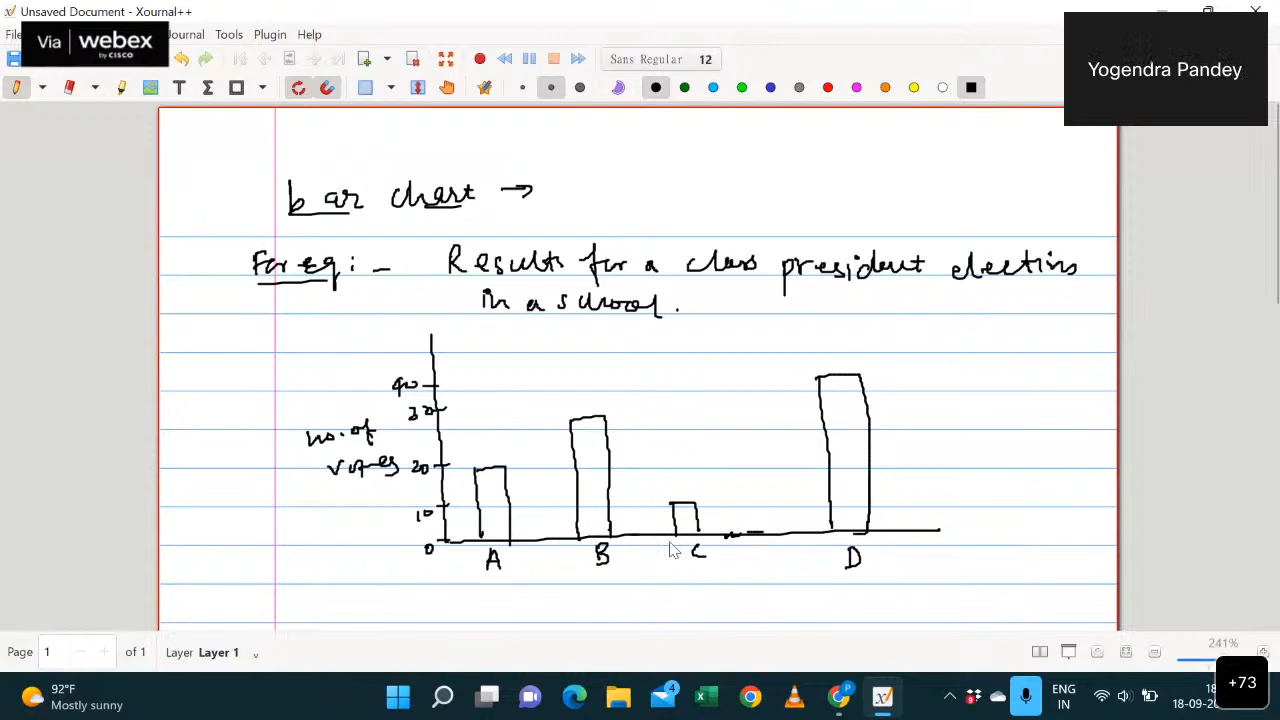 Unsaved Document - Xournal++
Journal Tools Plugin Help
Via webex
by CISCO
Yogendra Pandey
Sans Regular 12
bar chart →
For eg: - Results for a class president elections
in a school.
40
30
no. of
votes 20
10
0
A B C D
Page 1 of 1 Layer Layer 1
241%
+73
92°F
Mostly sunny
4
ENG
IN
18-09-20